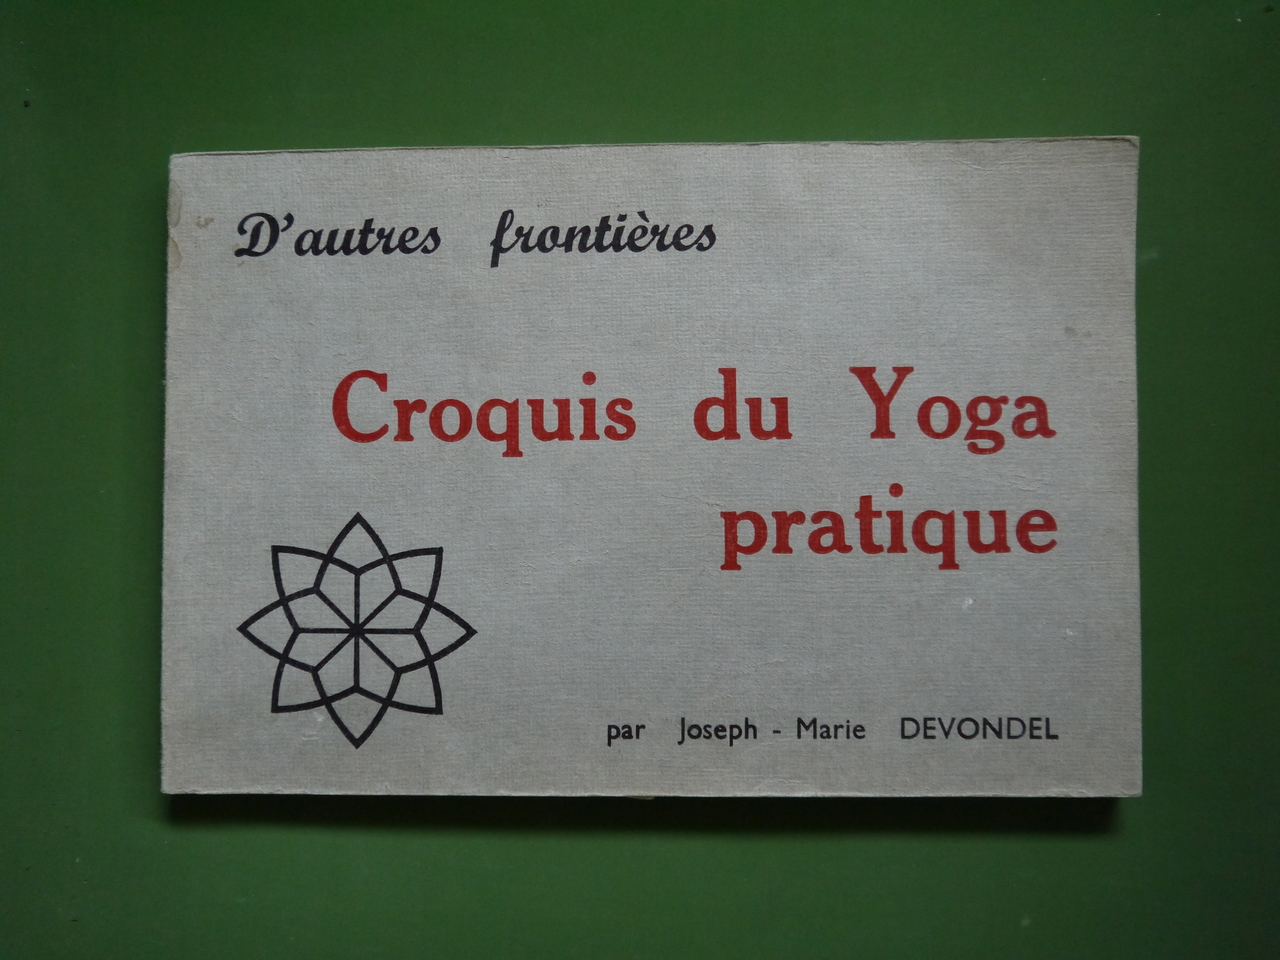 D'autres frontières
Croquis du Yoga
pratique
par Joseph - Marie DEVONDEL